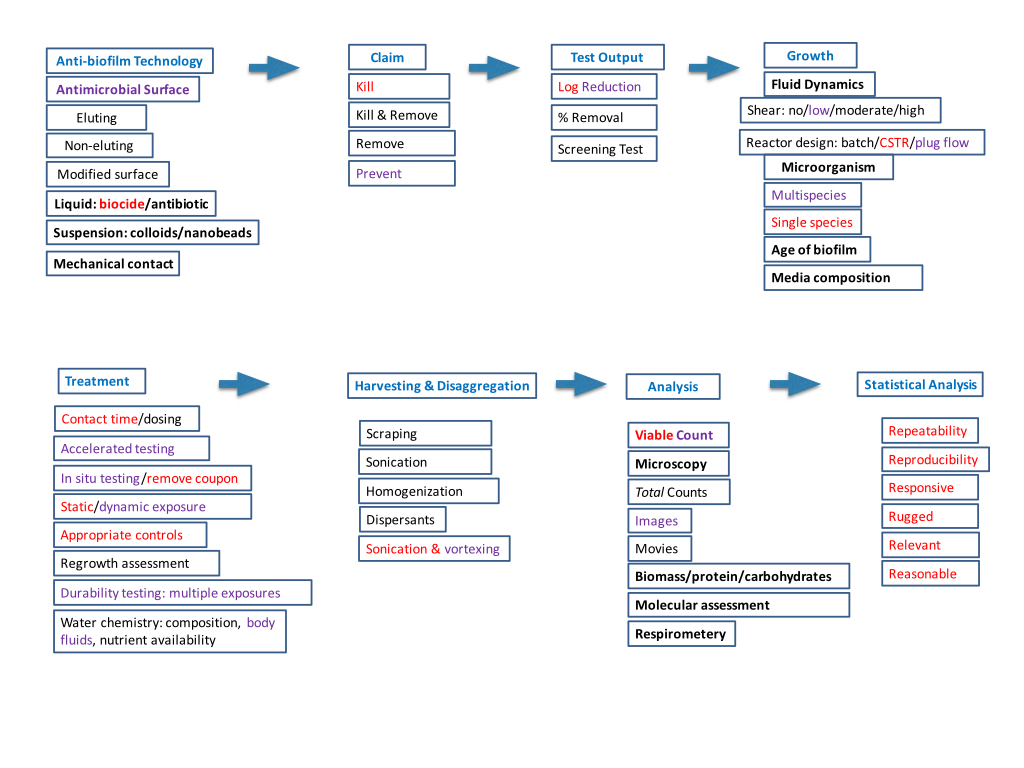 Anti-biofilm Technology
Antimicrobial Surface
Eluting
Non-eluting
Modified surface
Liquid: biocide/antibiotic
Suspension: colloids/nanobeads
Mechanical contact
Claim
Kill
Kill & Remove
Remove
Prevent
Test Output
Log Reduction
% Removal
Screening Test
Growth
Fluid Dynamics
Shear: no/low/moderate/high
Reactor design: batch/CSTR/plug flow
Microorganism
Multispecies
Single species
Age of biofilm
Media composition
Treatment
Contact time/dosing
Accelerated testing
In situ testing/remove coupon
Static/dynamic exposure
Appropriate controls
Regrowth assessment
Durability testing: multiple exposures
Water chemistry: composition, body
fluids, nutrient availability
Harvesting & Disaggregation
Scraping
Sonication
Homogenization
Dispersants
Sonication & vortexing
Analysis
Viable Count
Microscopy
Total Counts
Images
Movies
Biomass/protein/carbohydrates
Molecular assessment
Respirometery
Statistical Analysis
Repeatability
Reproducibility
Responsive
Rugged
Relevant
Reasonable